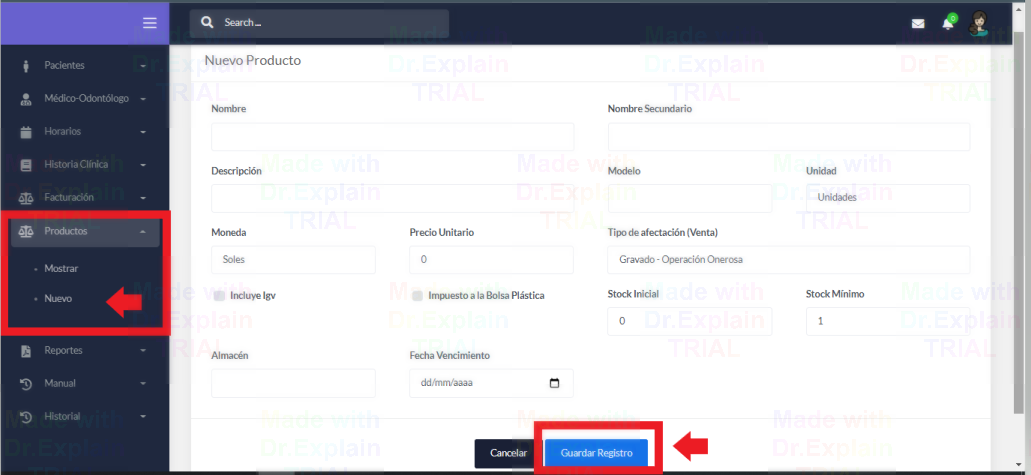 Search...
Pacientes
Médico-Odontólogo
Horarios
Historia Clínica
Facturación
Productos
Mostrar
Nuevo
Reportes
Manual
Historial
0
Nuevo Producto
Nombre
Nombre Secundario
Descripción
Modelo
Unidad
Unidades
Moneda
Precio Unitario
Tipo de afectación (Venta)
Soles
0
Gravado - Operación Onerosa
Incluye Igv
Impuesto a la Bolsa Plástica
Stock Inicial
Stock Mínimo
0
1
Almacén
Fecha Vencimiento
dd/mm/aaaa
Cancelar
Guardar Registro
Made with
Dr.Explain
TRIAL